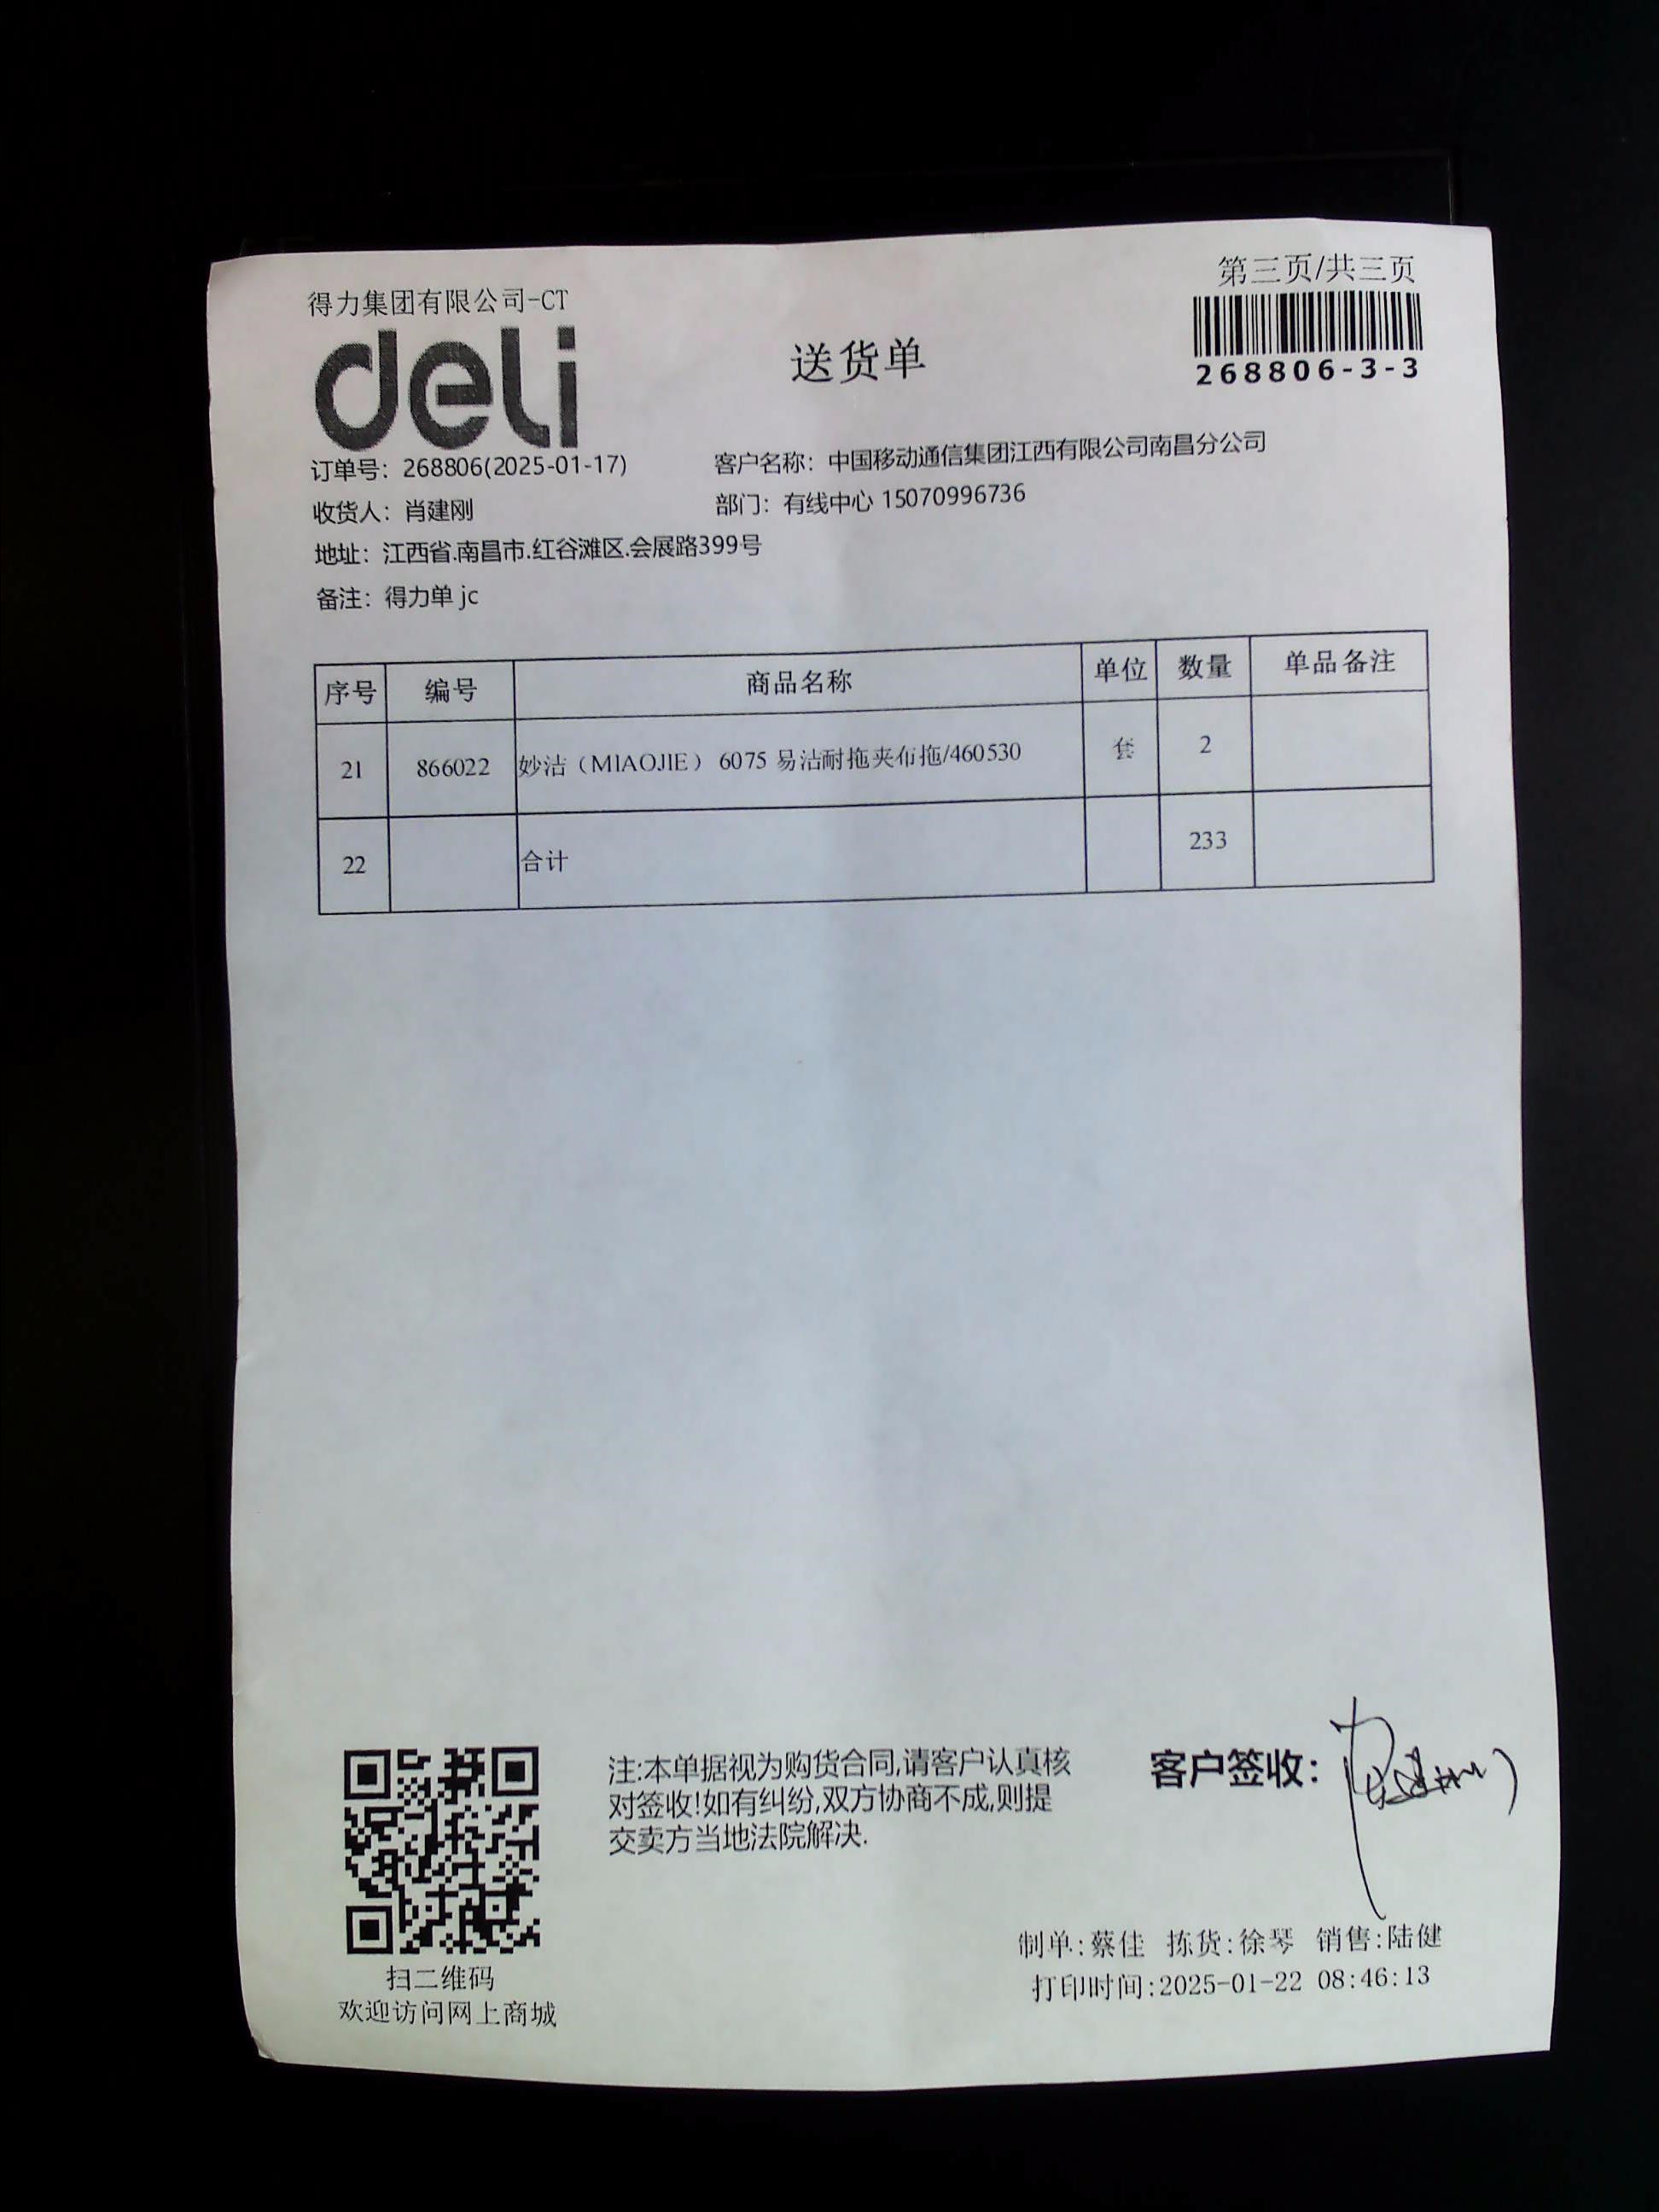 第三页/共三页
得力集团有限公司-CT
deli
送货单
268806-3-3
订单号：268806(2025-01-17)
客户名称：中国移动通信集团江西有限公司南昌分公司
收货人：肖建刚
部门：有线中心 15070996736
地址：江西省.南昌市.红谷滩区.会展路399号
备注：得力单 jc
序号 编号 商品名称 单位 数量 单品备注
21 866022 妙洁（MIAOJIE） 6075 易洁耐拖夹布拖/460530 套 2
22 合计 233
注:本单据视为购货合同,请客户认真核
对签收!如有纠纷,双方协商不成,则提
交卖方当地法院解决.
客户签收：
扫二维码
欢迎访问网上商城
制单:蔡佳 拣货:徐琴 销售:陆健
打印时间:2025-01-22 08:46:13